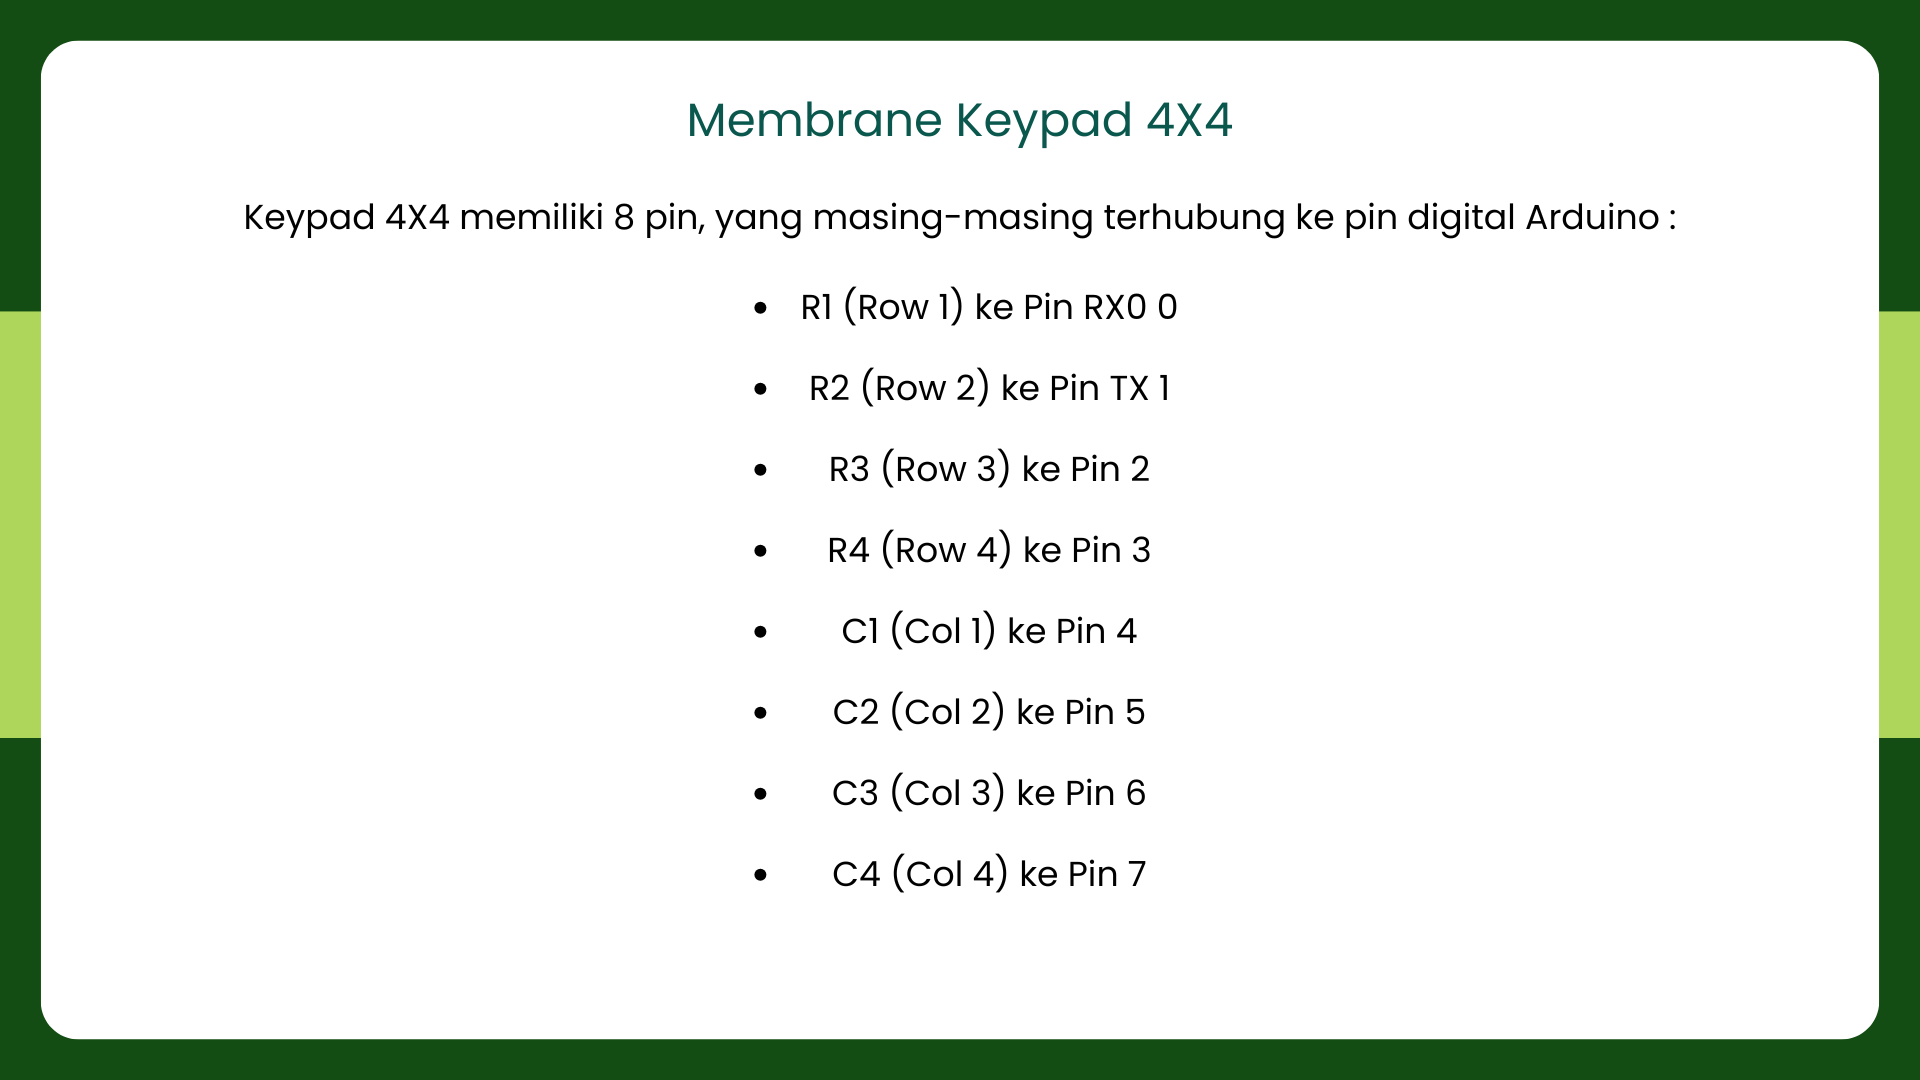 Membrane Keypad 4X4
Keypad 4X4 memiliki 8 pin, yang masing-masing terhubung ke pin digital Arduino :
• R1 (Row 1) ke Pin RX0 0
• R2 (Row 2) ke Pin TX 1
• R3 (Row 3) ke Pin 2
• R4 (Row 4) ke Pin 3
• C1 (Col 1) ke Pin 4
• C2 (Col 2) ke Pin 5
• C3 (Col 3) ke Pin 6
• C4 (Col 4) ke Pin 7